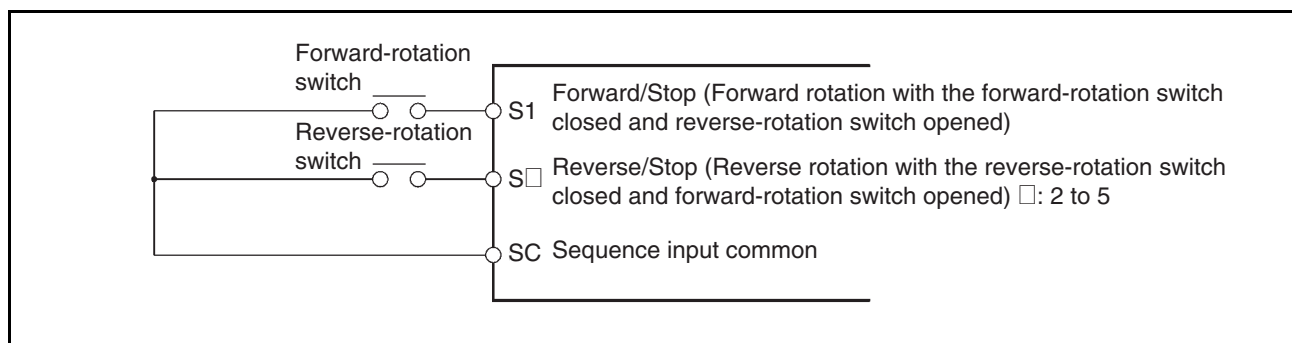 Forward-rotation
switch
S1 Forward/Stop (Forward rotation with the forward-rotation switch
closed and reverse-rotation switch opened)
Reverse-rotation
switch
S□ Reverse/Stop (Reverse rotation with the reverse-rotation switch
closed and forward-rotation switch opened) □: 2 to 5
SC Sequence input common